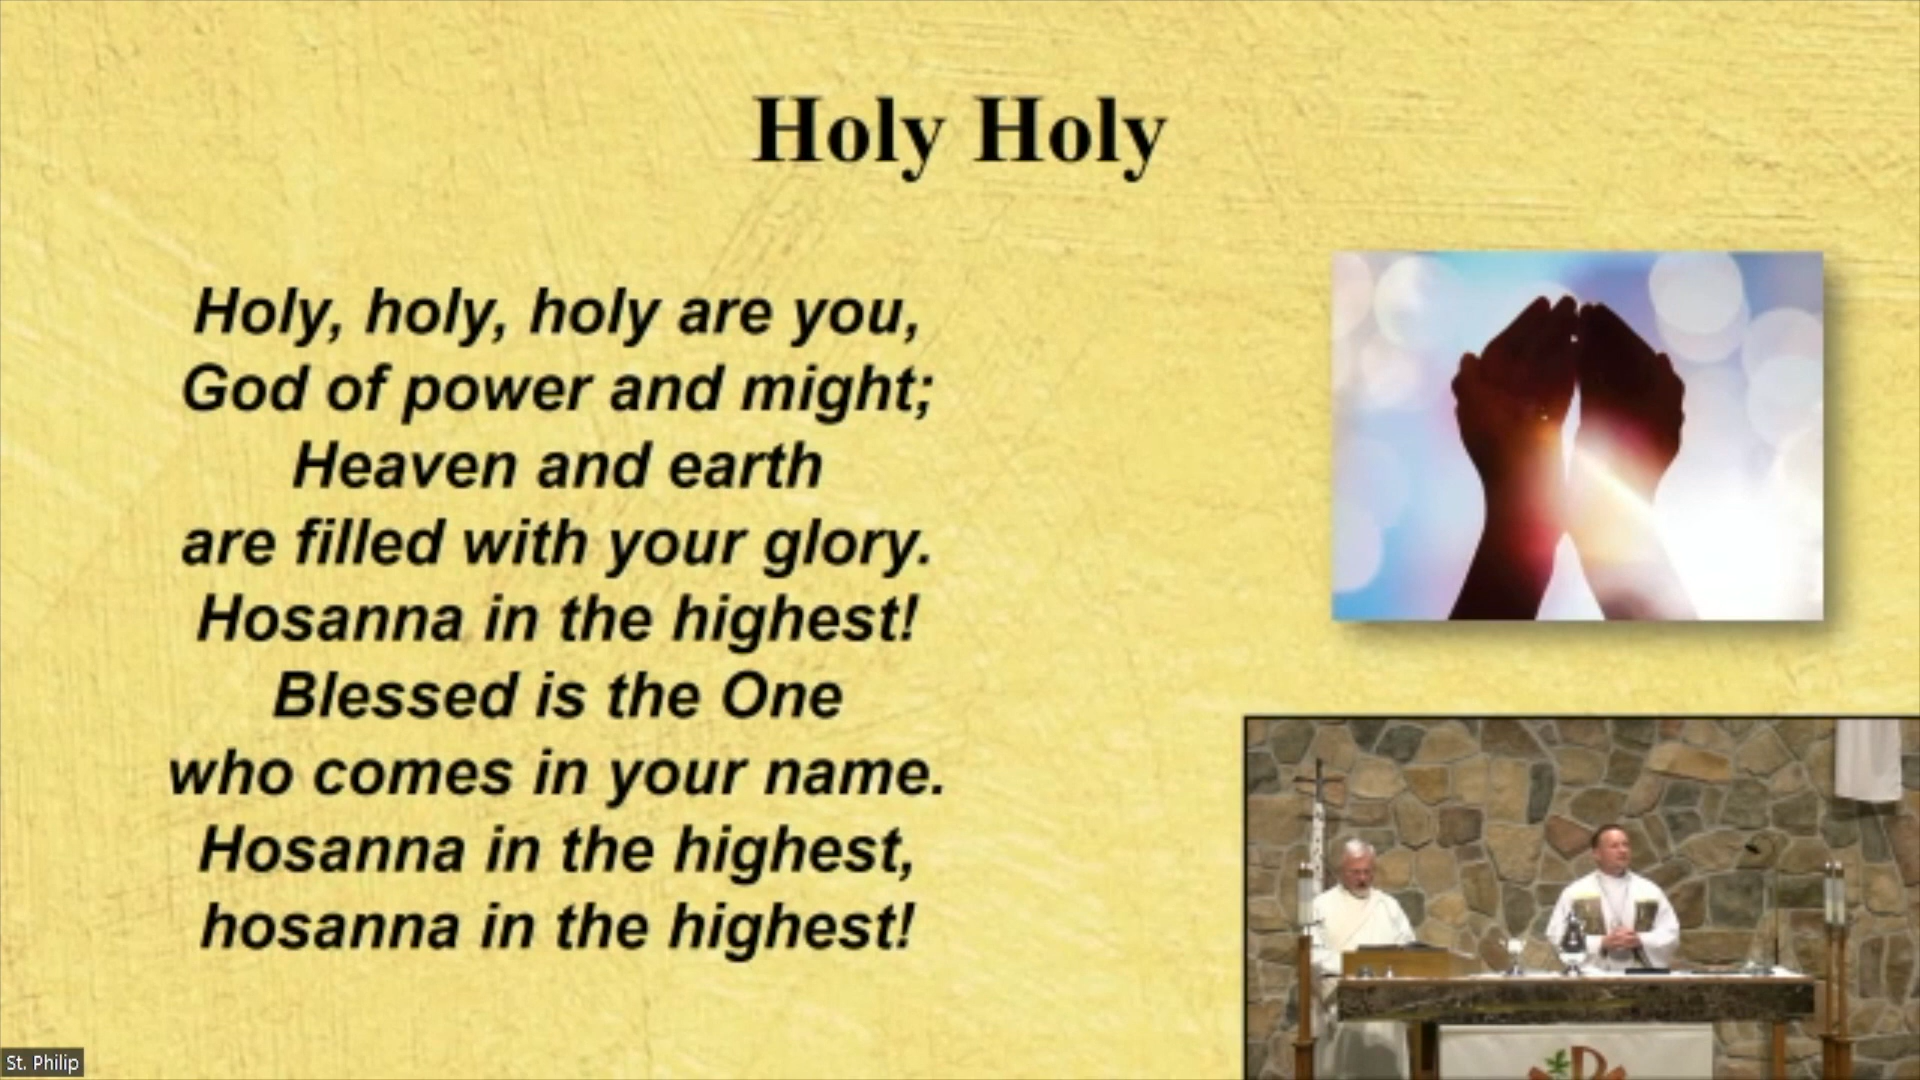 Holy Holy
Holy, holy, holy are you,
God of power and might;
Heaven and earth
are filled with your glory.
Hosanna in the highest!
Blessed is the One
who comes in your name.
Hosanna in the highest,
hosanna in the highest!
St. Philip